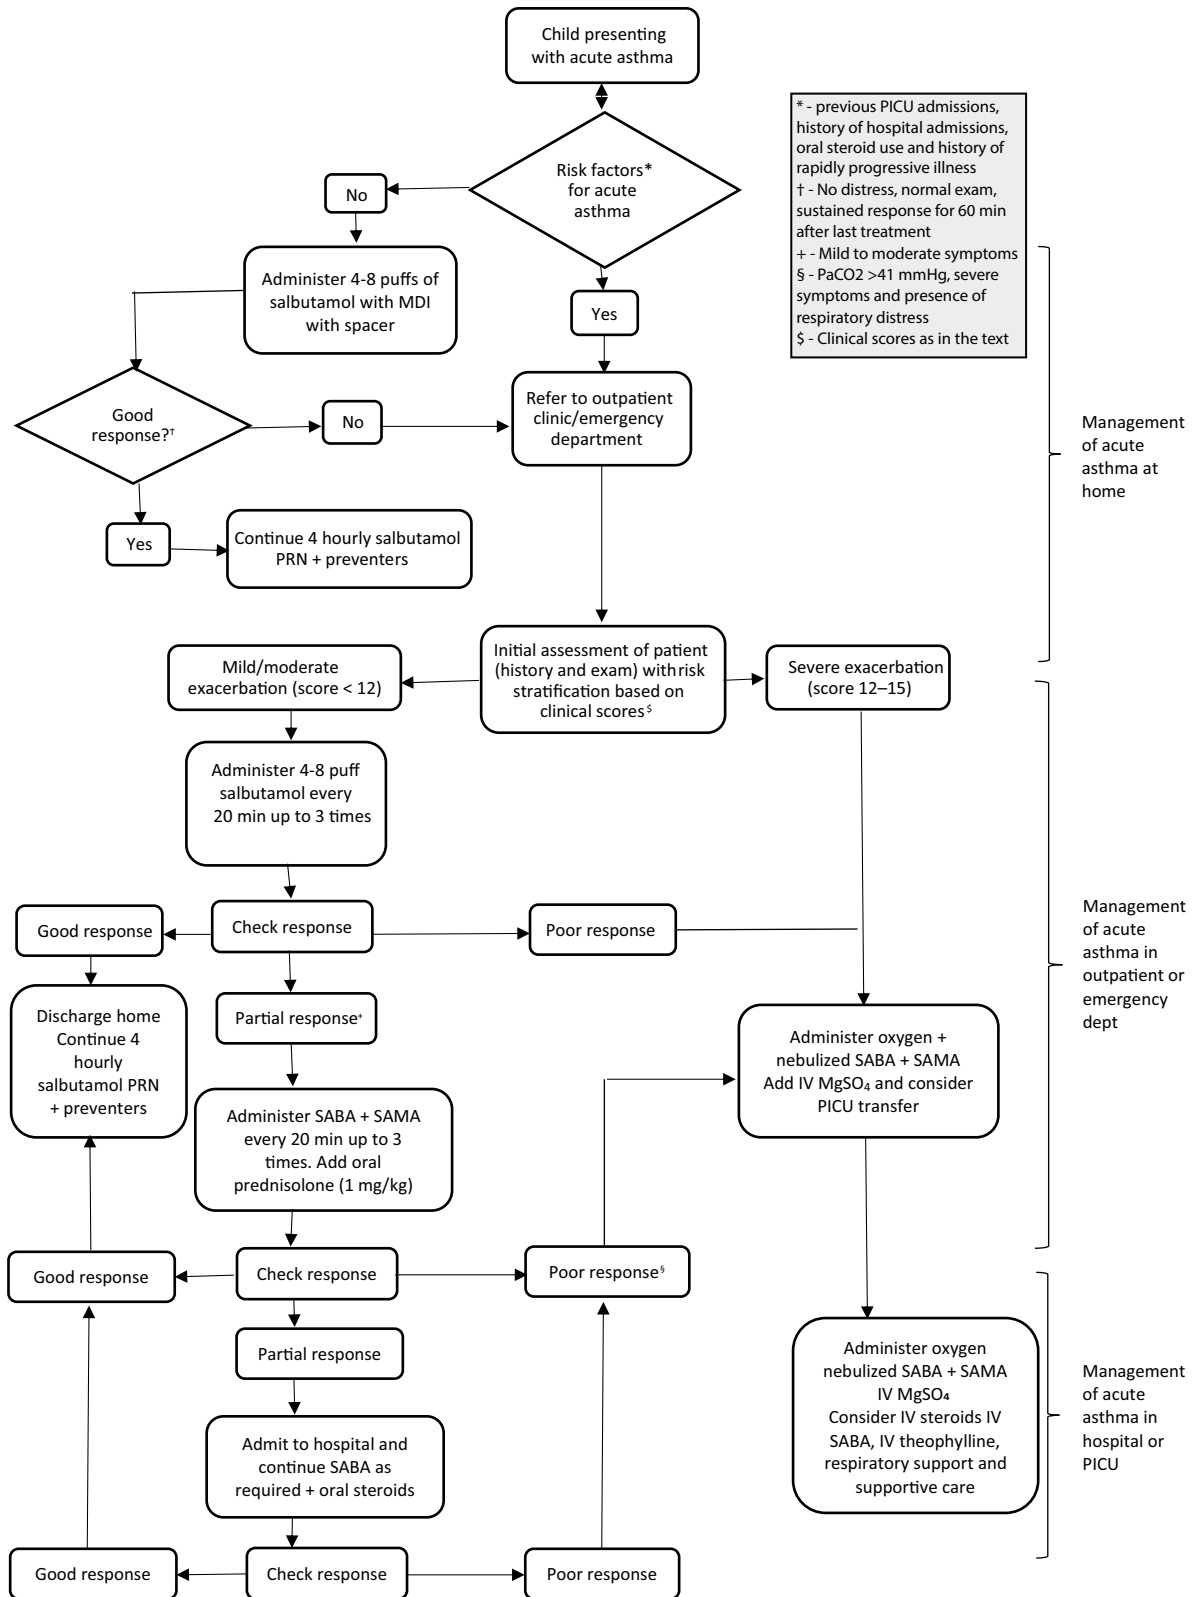 Child presenting
with acute asthma
* - previous PICU admissions,
history of hospital admissions,
oral steroid use and history of
rapidly progressive illness
† - No distress, normal exam,
sustained response for 60 min
after last treatment
+ - Mild to moderate symptoms
§ - PaCO2 >41 mmHg, severe
symptoms and presence of
respiratory distress
$ - Clinical scores as in the text
Risk factors*
for acute
asthma
No
Administer 4-8 puffs of
salbutamol with MDI
with spacer
Yes
Good
response?†
No
Refer to outpatient
clinic/emergency
department
Management
of acute
asthma at
home
Yes
Continue 4 hourly salbutamol
PRN + preventers
Mild/moderate
exacerbation (score < 12)
Initial assessment of patient
(history and exam) with risk
stratification based on
clinical scores$
Severe exacerbation
(score 12–15)
Administer 4-8 puff
salbutamol every
20 min up to 3 times
Good response
Check response
Poor response
Management
of acute
asthma in
outpatient or
emergency
dept
Discharge home
Continue 4
hourly
salbutamol PRN
+ preventers
Partial response+
Administer oxygen +
nebulized SABA + SAMA
Add IV MgSO₄ and consider
PICU transfer
Administer SABA + SAMA
every 20 min up to 3
times. Add oral
prednisolone (1 mg/kg)
Good response
Check response
Poor response§
Partial response
Administer oxygen
nebulized SABA + SAMA
IV MgSO₄
Consider IV steroids IV
SABA, IV theophylline,
respiratory support and
supportive care
Management
of acute
asthma in
hospital or
PICU
Admit to hospital and
continue SABA as
required + oral steroids
Good response
Check response
Poor response